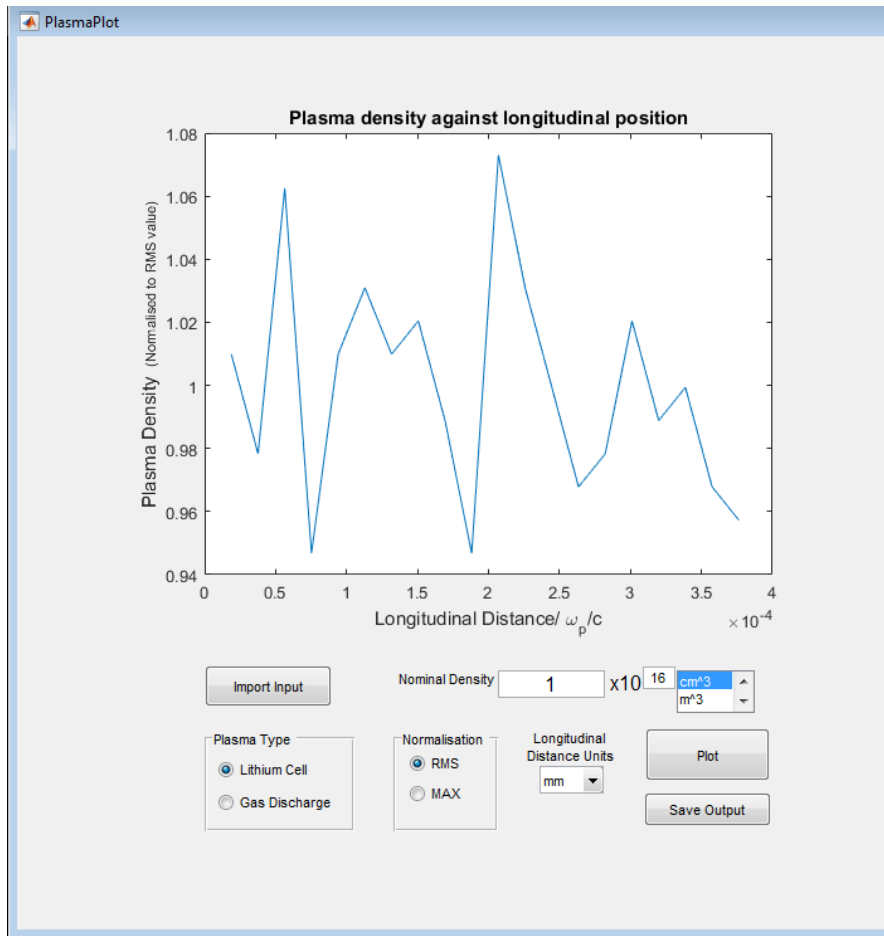 PlasmaPlot
Plasma density against longitudinal position
Plasma Density (Normalised to RMS value)
1.08
1.06
1.04
1.02
1
0.98
0.96
0.94
0 0.5 1 1.5 2 2.5 3 3.5 4
Longitudinal Distance/ ω_p/c
×10^-4
Import Input
Nominal Density 1 x10 16 cm^3
m^3
Plasma Type
Lithium Cell
Gas Discharge
Normalisation
RMS
MAX
Longitudinal
Distance Units
mm
Plot
Save Output